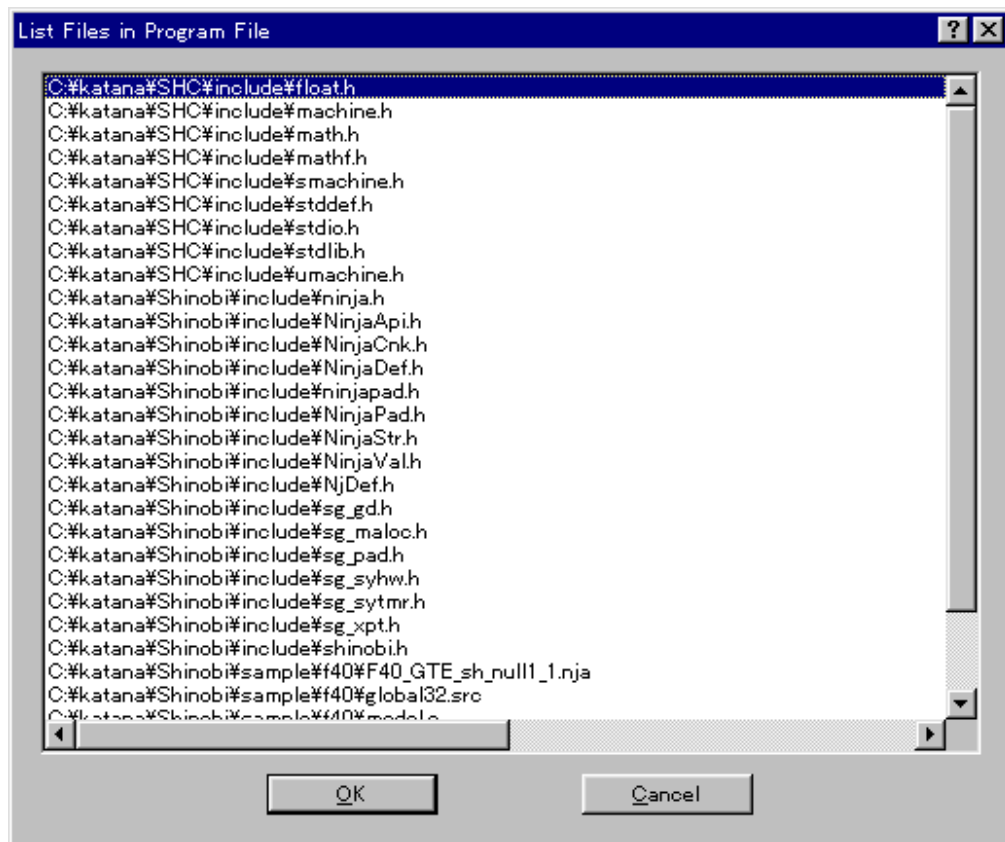 List Files in Program File
C:¥katana¥SHC¥include¥float.h
C:¥katana¥SHC¥include¥machine.h
C:¥katana¥SHC¥include¥math.h
C:¥katana¥SHC¥include¥mathf.h
C:¥katana¥SHC¥include¥smachine.h
C:¥katana¥SHC¥include¥stddef.h
C:¥katana¥SHC¥include¥stdio.h
C:¥katana¥SHC¥include¥stdlib.h
C:¥katana¥SHC¥include¥umachine.h
C:¥katana¥Shinobi¥include¥ninja.h
C:¥katana¥Shinobi¥include¥NinjaApi.h
C:¥katana¥Shinobi¥include¥NinjaCnk.h
C:¥katana¥Shinobi¥include¥NinjaDef.h
C:¥katana¥Shinobi¥include¥ninjapad.h
C:¥katana¥Shinobi¥include¥NinjaPad.h
C:¥katana¥Shinobi¥include¥NinjaStr.h
C:¥katana¥Shinobi¥include¥NinjaVal.h
C:¥katana¥Shinobi¥include¥NjDef.h
C:¥katana¥Shinobi¥include¥sg_gd.h
C:¥katana¥Shinobi¥include¥sg_maloc.h
C:¥katana¥Shinobi¥include¥sg_pad.h
C:¥katana¥Shinobi¥include¥sg_syhw.h
C:¥katana¥Shinobi¥include¥sg_sytmr.h
C:¥katana¥Shinobi¥include¥sg_xpt.h
C:¥katana¥Shinobi¥include¥shinobi.h
C:¥katana¥Shinobi¥sample¥f40¥F40_GTE_sh_null1_1.nja
C:¥katana¥Shinobi¥sample¥f40¥global32.src
C:¥katana¥Shinobi¥sample¥f40¥model.c
OK
Cancel